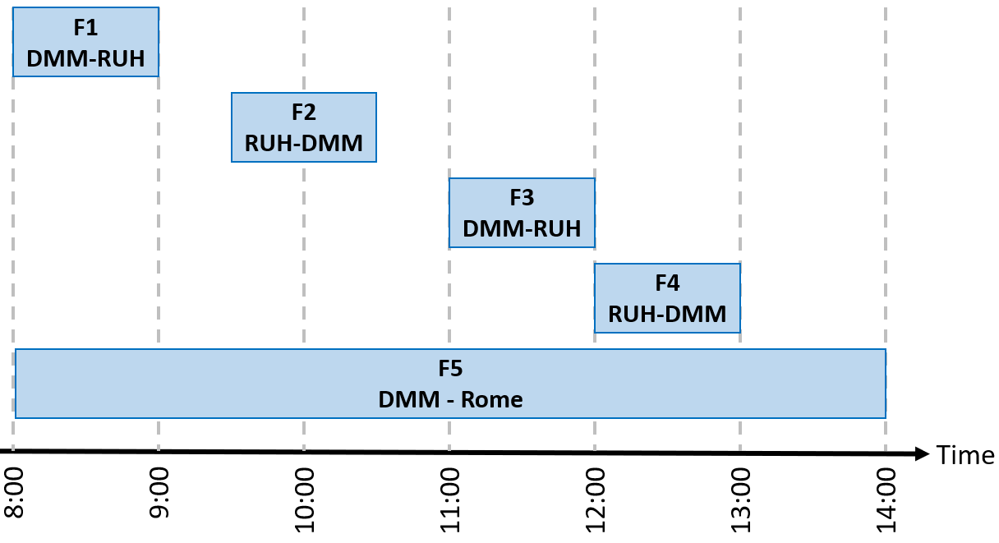 F1
DMM-RUH
F2
RUH-DMM
F3
DMM-RUH
F4
RUH-DMM
F5
DMM - Rome
Time
8:00
9:00
10:00
11:00
12:00
13:00
14:00